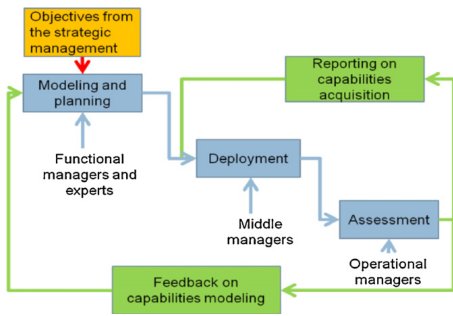 Objectives from
the strategic
management
Modeling and
planning
Reporting on
capabilities
acquisition
Functional
managers and
experts
Deployment
Middle
managers
Assessment
Operational
managers
Feedback on
capabilities modeling